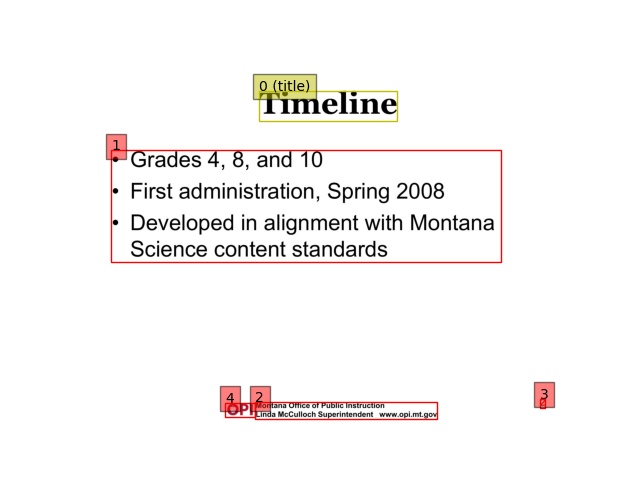 0 (title)
Timeline
1
• Grades 4, 8, and 10
• First administration, Spring 2008
• Developed in alignment with Montana
Science content standards
4
2
3
OPI
Montana Office of Public Instruction
Linda McCulloch Superintendent www.opi.mt.gov